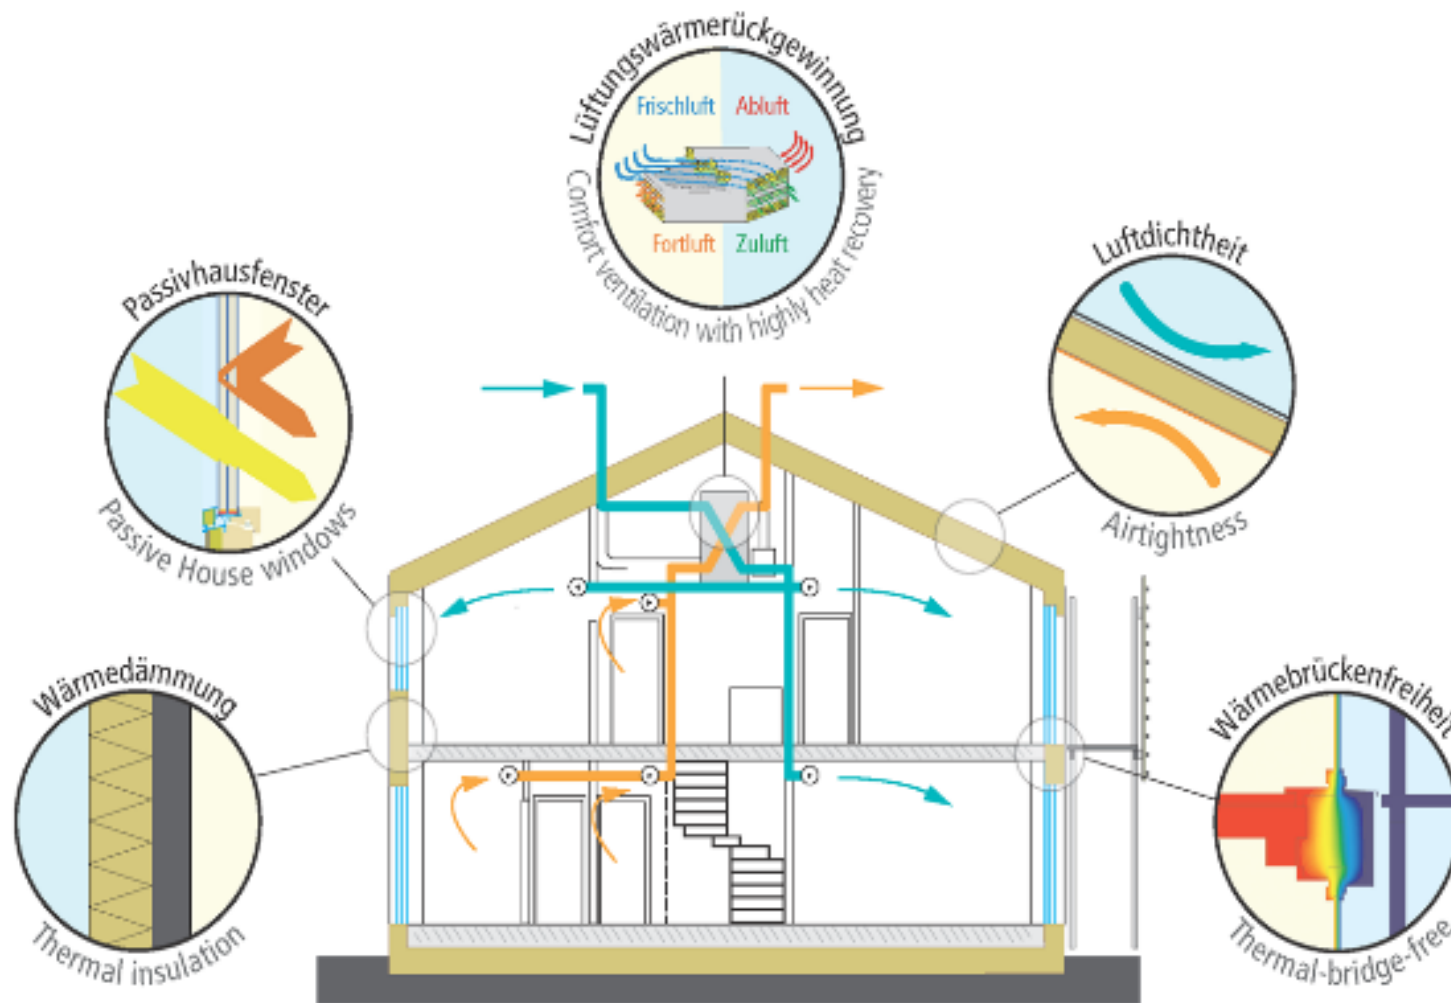 Lüftungswärmerückgewinnung
Frischluft Abluft
Fortluft Zuluft
Comfort ventilation with highly heat recovery
Passivhausfenster
Passive House windows
Luftdichtheit
Airtightness
Wärmedämmung
Thermal insulation
Wärmebrückenfreiheit
Thermal-bridge-free